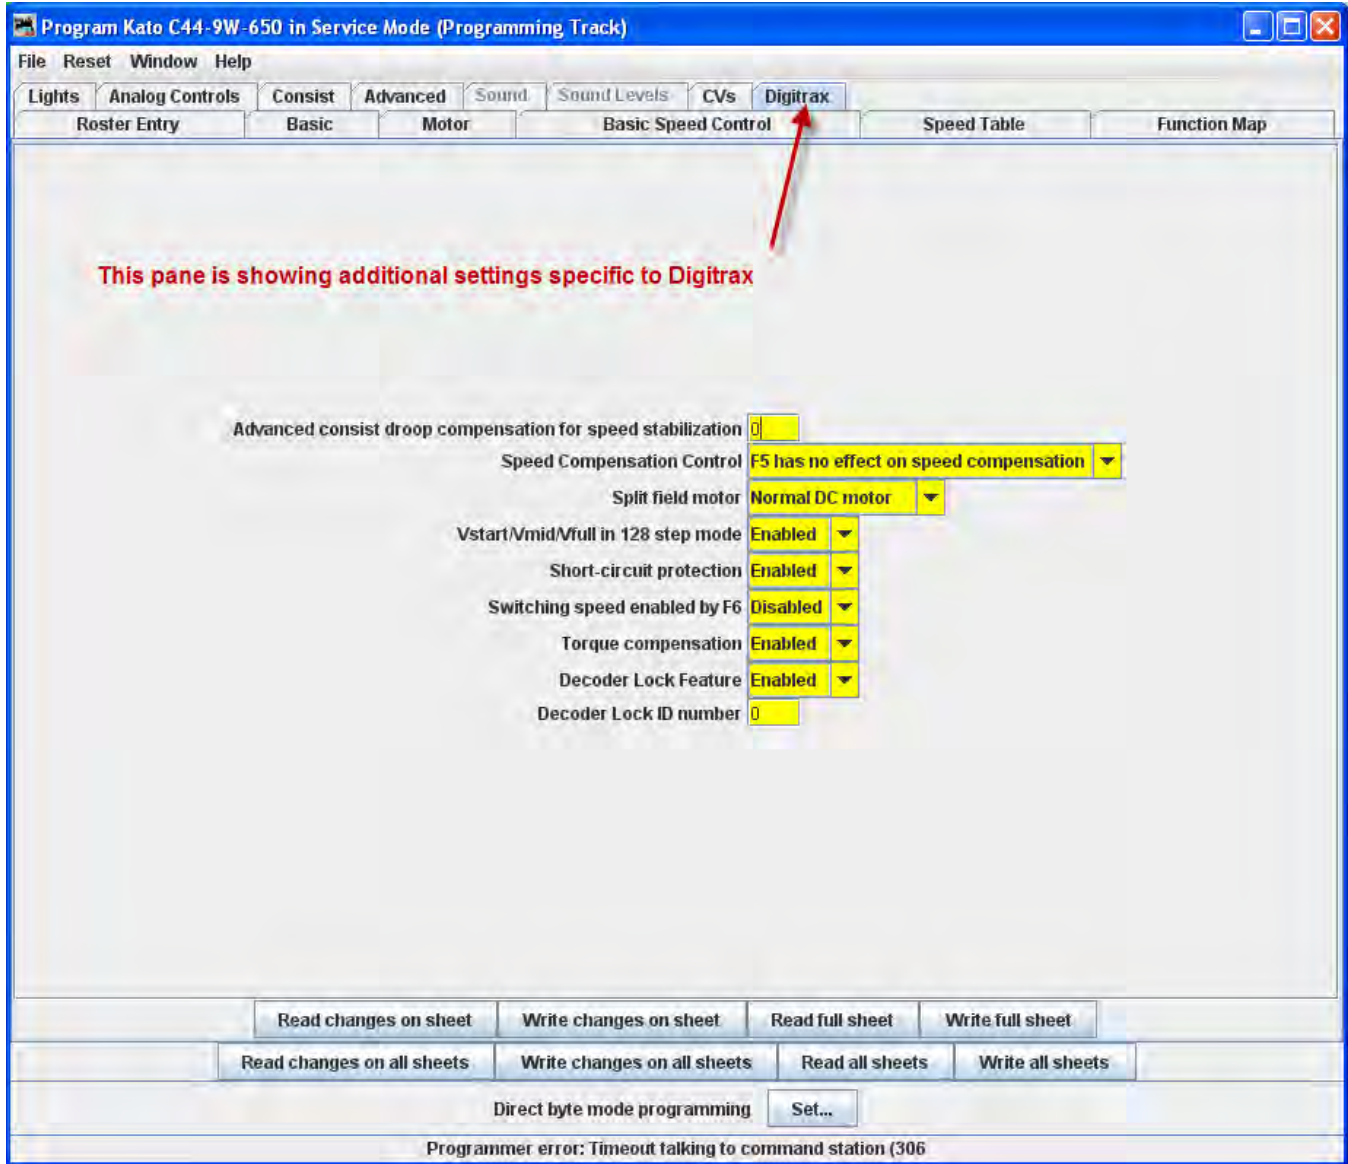 Program Kato C44-9W-650 in Service Mode (Programming Track)
File Reset Window Help
Lights Analog Controls Consist Advanced Sound Sound Levels CVs Digitrax
Roster Entry Basic Motor Basic Speed Control Speed Table Function Map
This pane is showing additional settings specific to Digitrax
Advanced consist droop compensation for speed stabilization 0
Speed Compensation Control F5 has no effect on speed compensation
Split field motor Normal DC motor
Vstart/Vmid/Vfull in 128 step mode Enabled
Short-circuit protection Enabled
Switching speed enabled by F6 Disabled
Torque compensation Enabled
Decoder Lock Feature Enabled
Decoder Lock ID number 0
Read changes on sheet Write changes on sheet Read full sheet Write full sheet
Read changes on all sheets Write changes on all sheets Read all sheets Write all sheets
Direct byte mode programming Set...
Programmer error: Timeout talking to command station (306